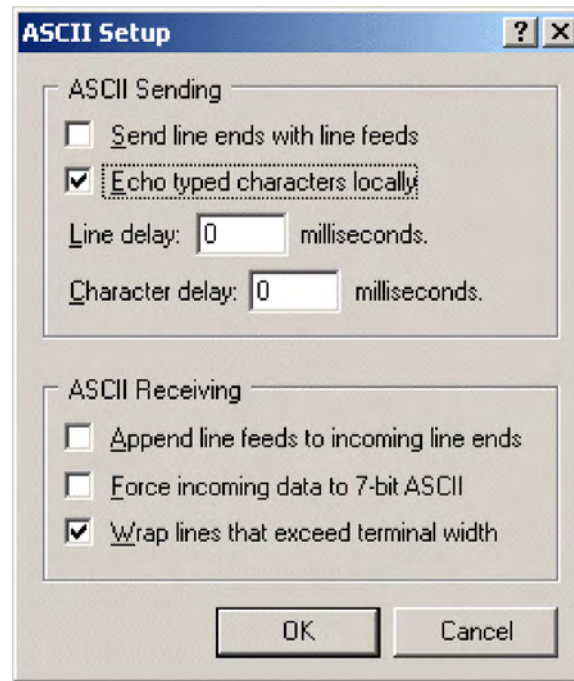 ASCII Setup
ASCII Sending
Send line ends with line feeds
Echo typed characters locally
Line delay: 0 milliseconds.
Character delay: 0 milliseconds.
ASCII Receiving
Append line feeds to incoming line ends
Force incoming data to 7-bit ASCII
Wrap lines that exceed terminal width
OK Cancel